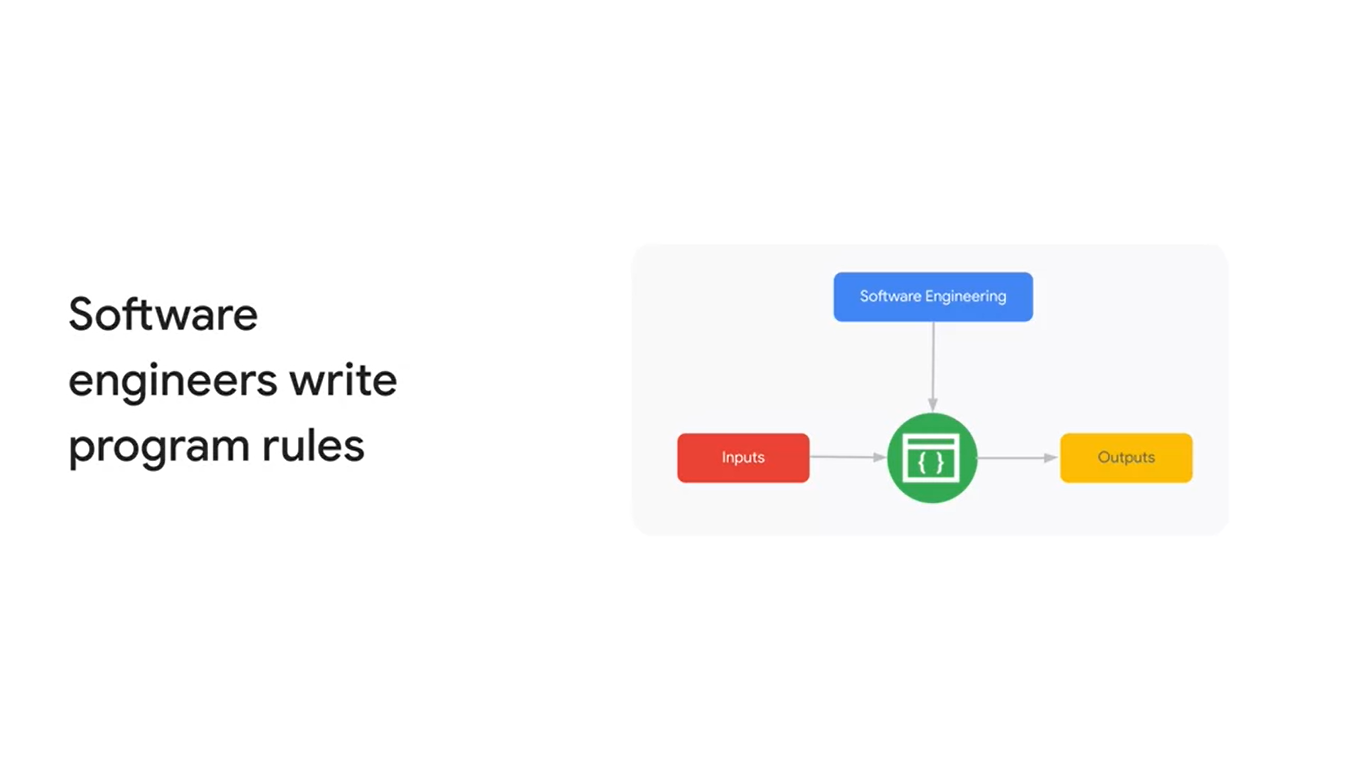 Software
engineers write
program rules
Software Engineering
Inputs
{ }
Outputs